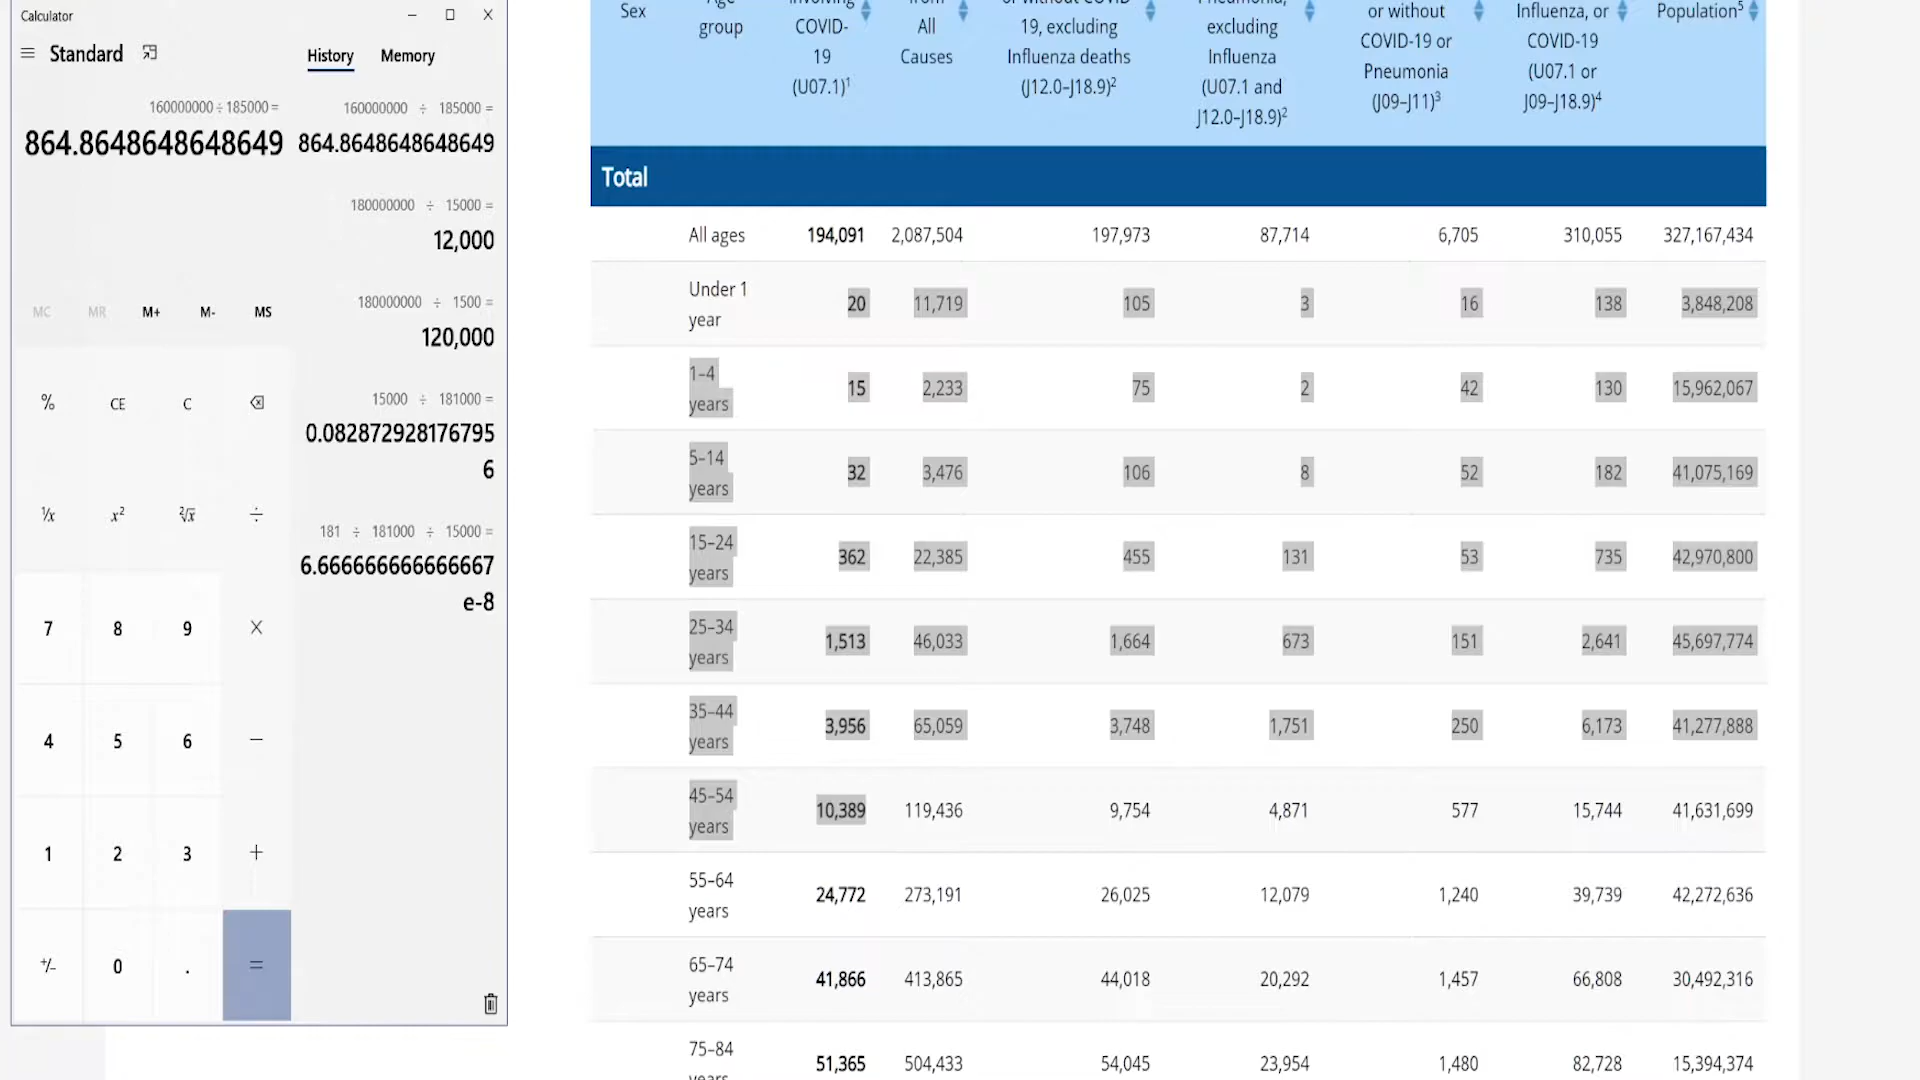 Calculator
Standard
History
Memory
160000000 ÷ 185000 =
864.8648648648649
MC MR M+ M- MS
% CE C
⅟x x² ²√x ÷
7 8 9 ×
4 5 6 −
1 2 3 +
+/- 0 . =
160000000 ÷ 185000 =
864.8648648648649
180000000 ÷ 15000 =
12,000
180000000 ÷ 1500 =
120,000
15000 ÷ 181000 =
0.082872928176795
6
181 ÷ 181000 ÷ 15000 =
6.666666666666667
e-8
Sex
Age
group
involving
COVID-
19
(U07.1)¹
from
All
Causes
or without COVID-
19, excluding
Influenza deaths
(J12.0–J18.9)²
Pneumonia,
excluding
Influenza
(U07.1 and
J12.0–J18.9)²
or without
COVID-19 or
Pneumonia
(J09–J11)³
Influenza, or
COVID-19
(U07.1 or
J09–J18.9)⁴
Population⁵
Total
All ages 194,091 2,087,504 197,973 87,714 6,705 310,055 327,167,434
Under 1
year 20 11,719 105 3 16 138 3,848,208
1–4
years 15 2,233 75 2 42 130 15,962,067
5–14
years 32 3,476 106 8 52 182 41,075,169
15–24
years 362 22,385 455 131 53 735 42,970,800
25–34
years 1,513 46,033 1,664 673 151 2,641 45,697,774
35–44
years 3,956 65,059 3,748 1,751 250 6,173 41,277,888
45–54
years 10,389 119,436 9,754 4,871 577 15,744 41,631,699
55–64
years 24,772 273,191 26,025 12,079 1,240 39,739 42,272,636
65–74
years 41,866 413,865 44,018 20,292 1,457 66,808 30,492,316
75–84
years 51,365 504,433 54,045 23,954 1,480 82,728 15,394,374